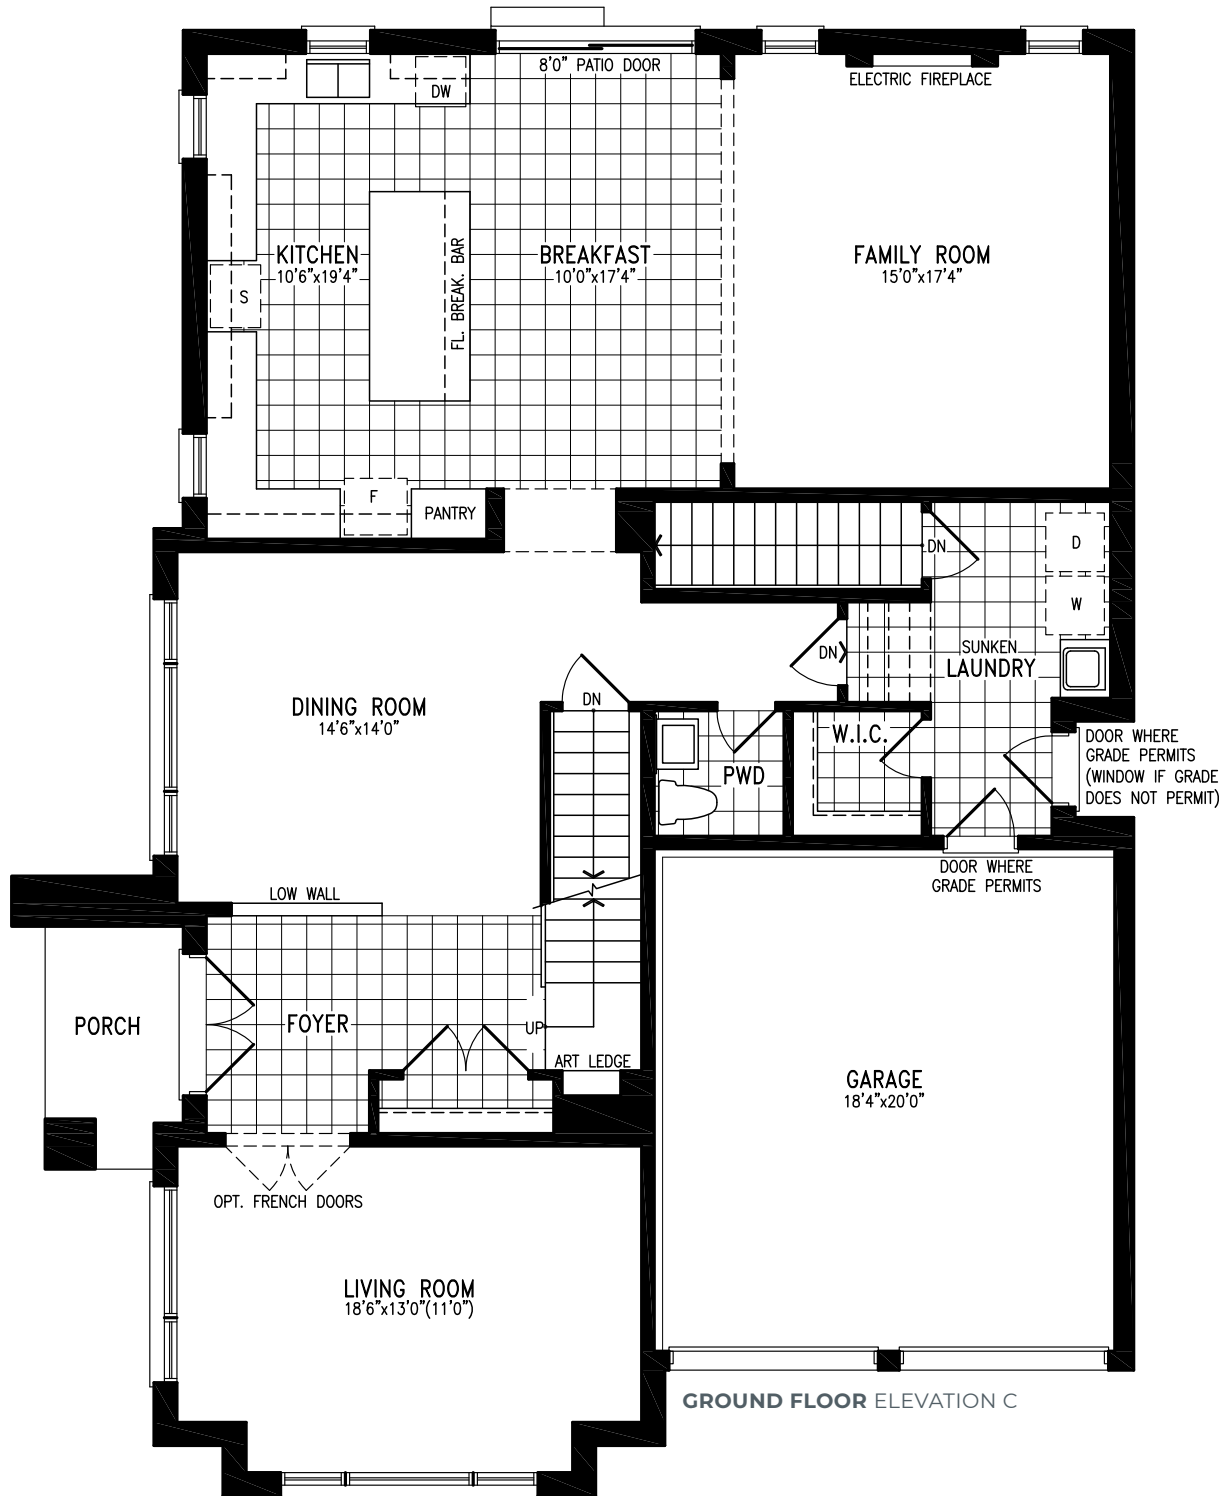 8'0" PATIO DOOR
ELECTRIC FIREPLACE
DW
KITCHEN
10'6"x19'4"
BREAKFAST
10'0"x17'4"
FAMILY ROOM
15'0"x17'4"
FL. BREAK. BAR
S
F
PANTRY
DN
D
W
DN
SUNKEN
LAUNDRY
DINING ROOM
14'6"x14'0"
DN
W.I.C.
PWD
DOOR WHERE
GRADE PERMITS
(WINDOW IF GRADE
DOES NOT PERMIT)
DOOR WHERE
GRADE PERMITS
LOW WALL
PORCH
FOYER
UP
ART LEDGE
GARAGE
18'4"x20'0"
OPT. FRENCH DOORS
LIVING ROOM
18'6"x13'0"(11'0")
GROUND FLOOR ELEVATION C